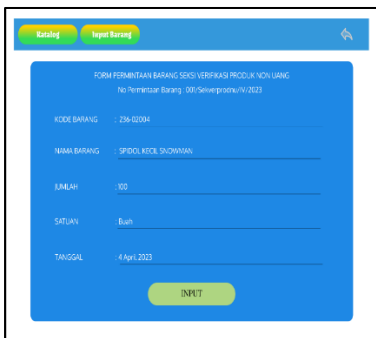 Katalog Input Barang
FORM PERMINTAAN BARANG SEKSI VERIFIKASI PRODUK NON UANG
No Permintaan Barang : 001/Sekverprodnu/IV/2023
KODE BARANG : 236-02004
NAMA BARANG : SPIDOL KECIL SNOWMAN
JUMLAH : 100
SATUAN : Buah
TANGGAL : 4 April 2023
INPUT